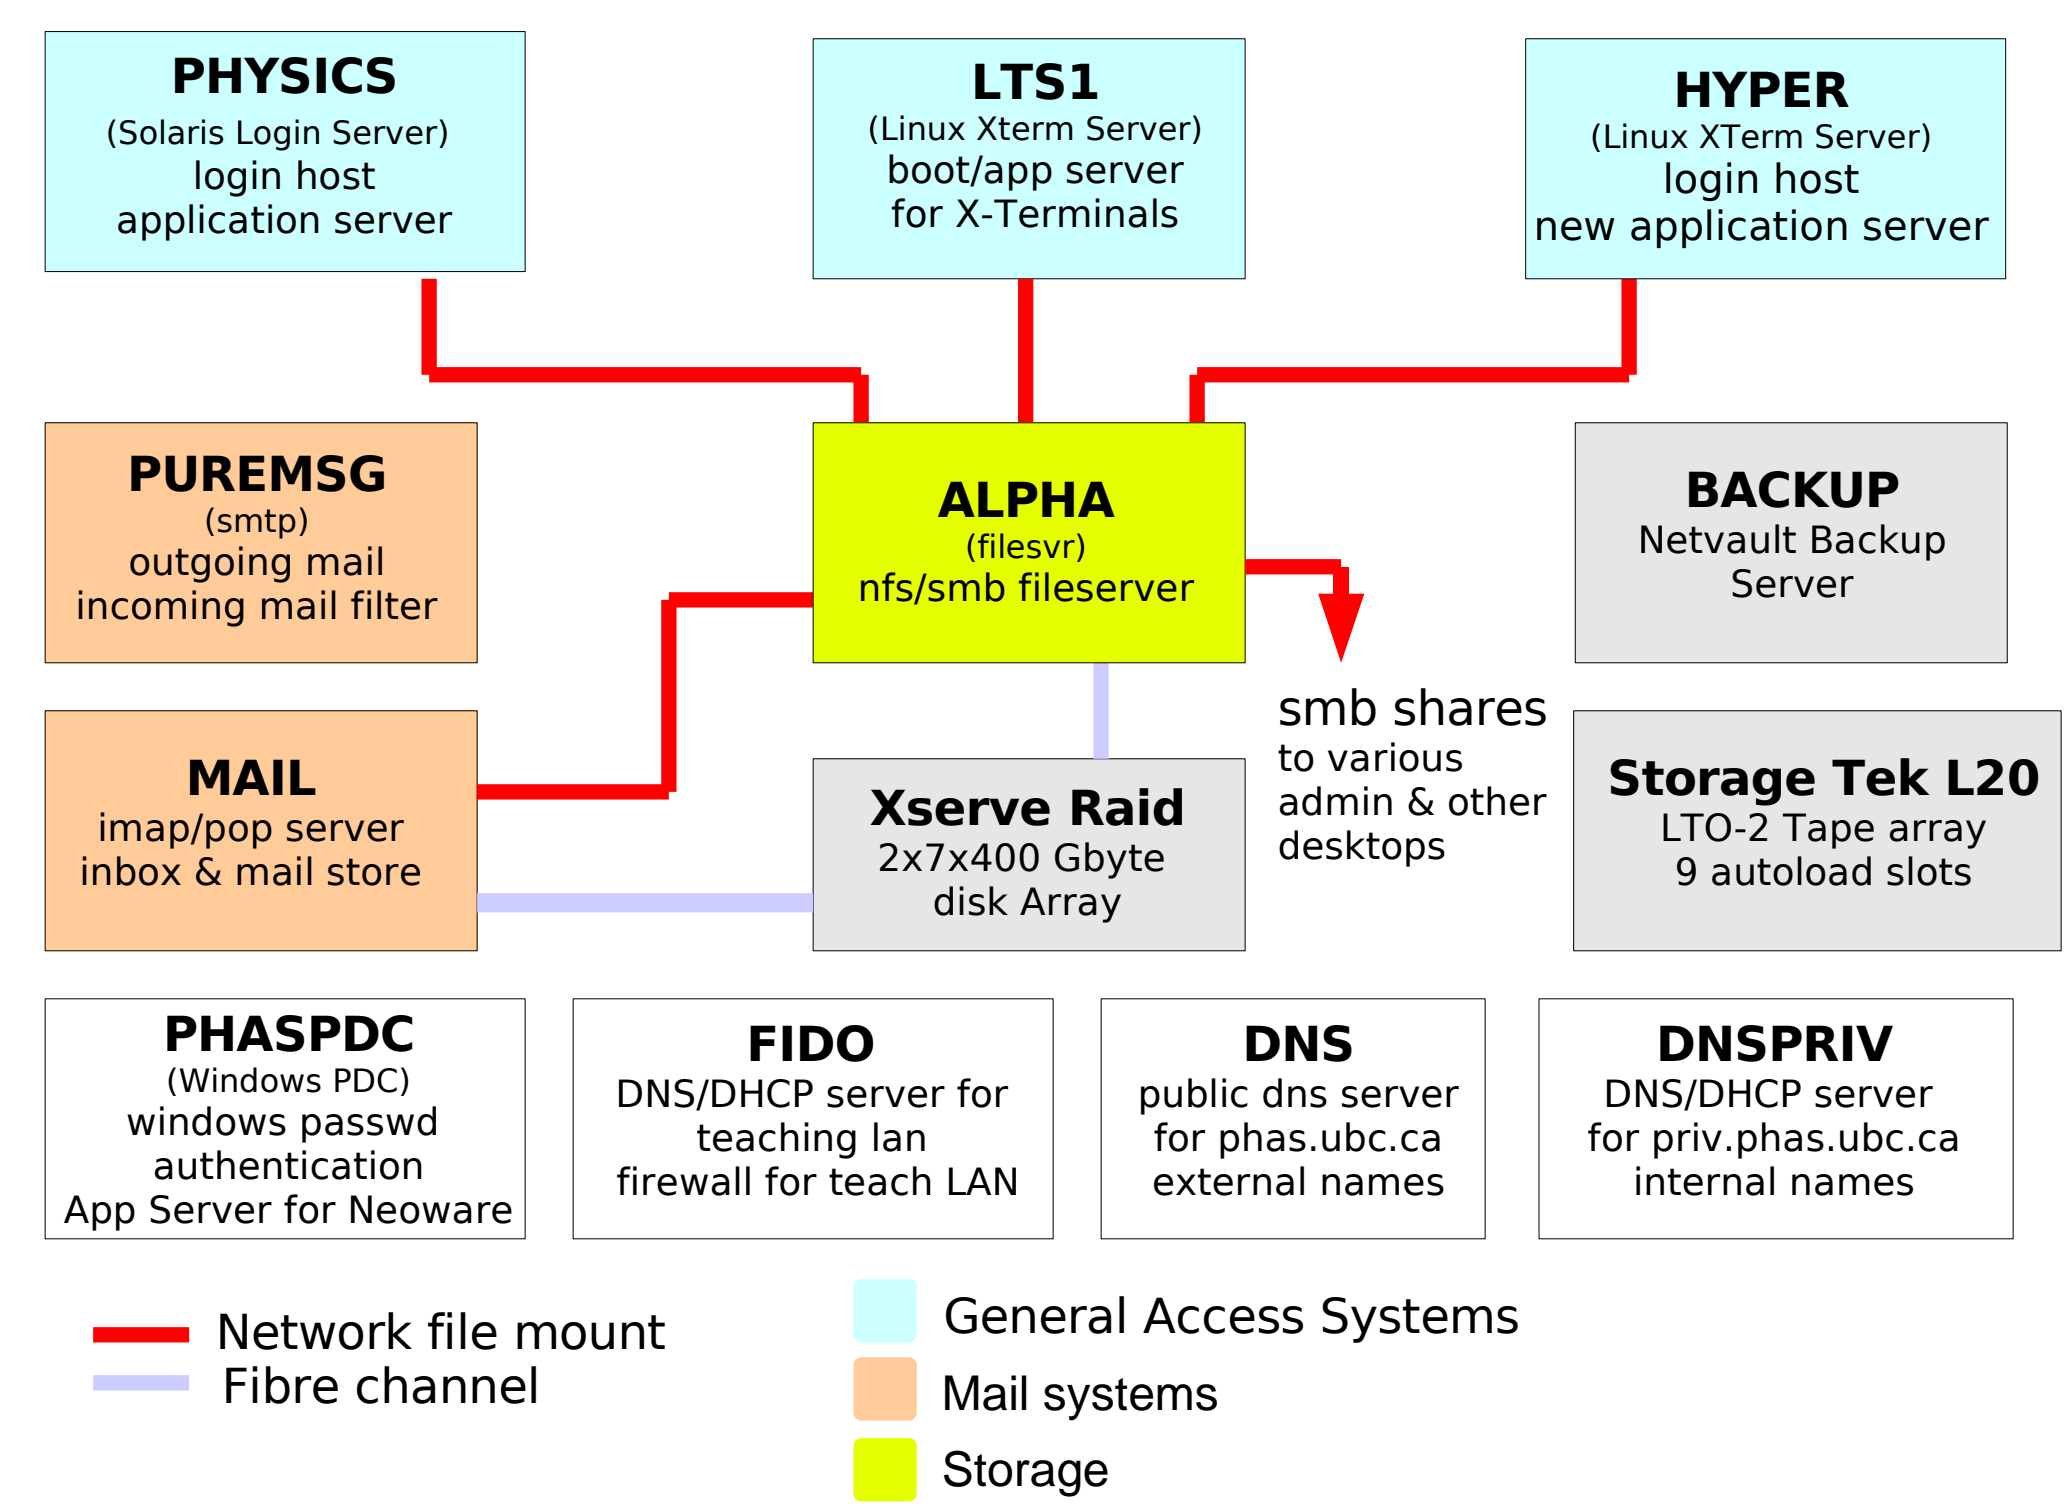 PHYSICS
(Solaris Login Server)
login host
application server
LTS1
(Linux Xterm Server)
boot/app server
for X-Terminals
HYPER
(Linux XTerm Server)
login host
new application server
PUREMSG
(smtp)
outgoing mail
incoming mail filter
ALPHA
(filesvr)
nfs/smb fileserver
BACKUP
Netvault Backup
Server
MAIL
imap/pop server
inbox & mail store
Xserve Raid
2x7x400 Gbyte
disk Array
smb shares
to various
admin & other
desktops
Storage Tek L20
LTO-2 Tape array
9 autoload slots
PHASPDC
(Windows PDC)
windows passwd
authentication
App Server for Neoware
FIDO
DNS/DHCP server for
teaching lan
firewall for teach LAN
DNS
public dns server
for phas.ubc.ca
external names
DNSPRIV
DNS/DHCP server
for priv.phas.ubc.ca
internal names
Network file mount
Fibre channel
General Access Systems
Mail systems
Storage